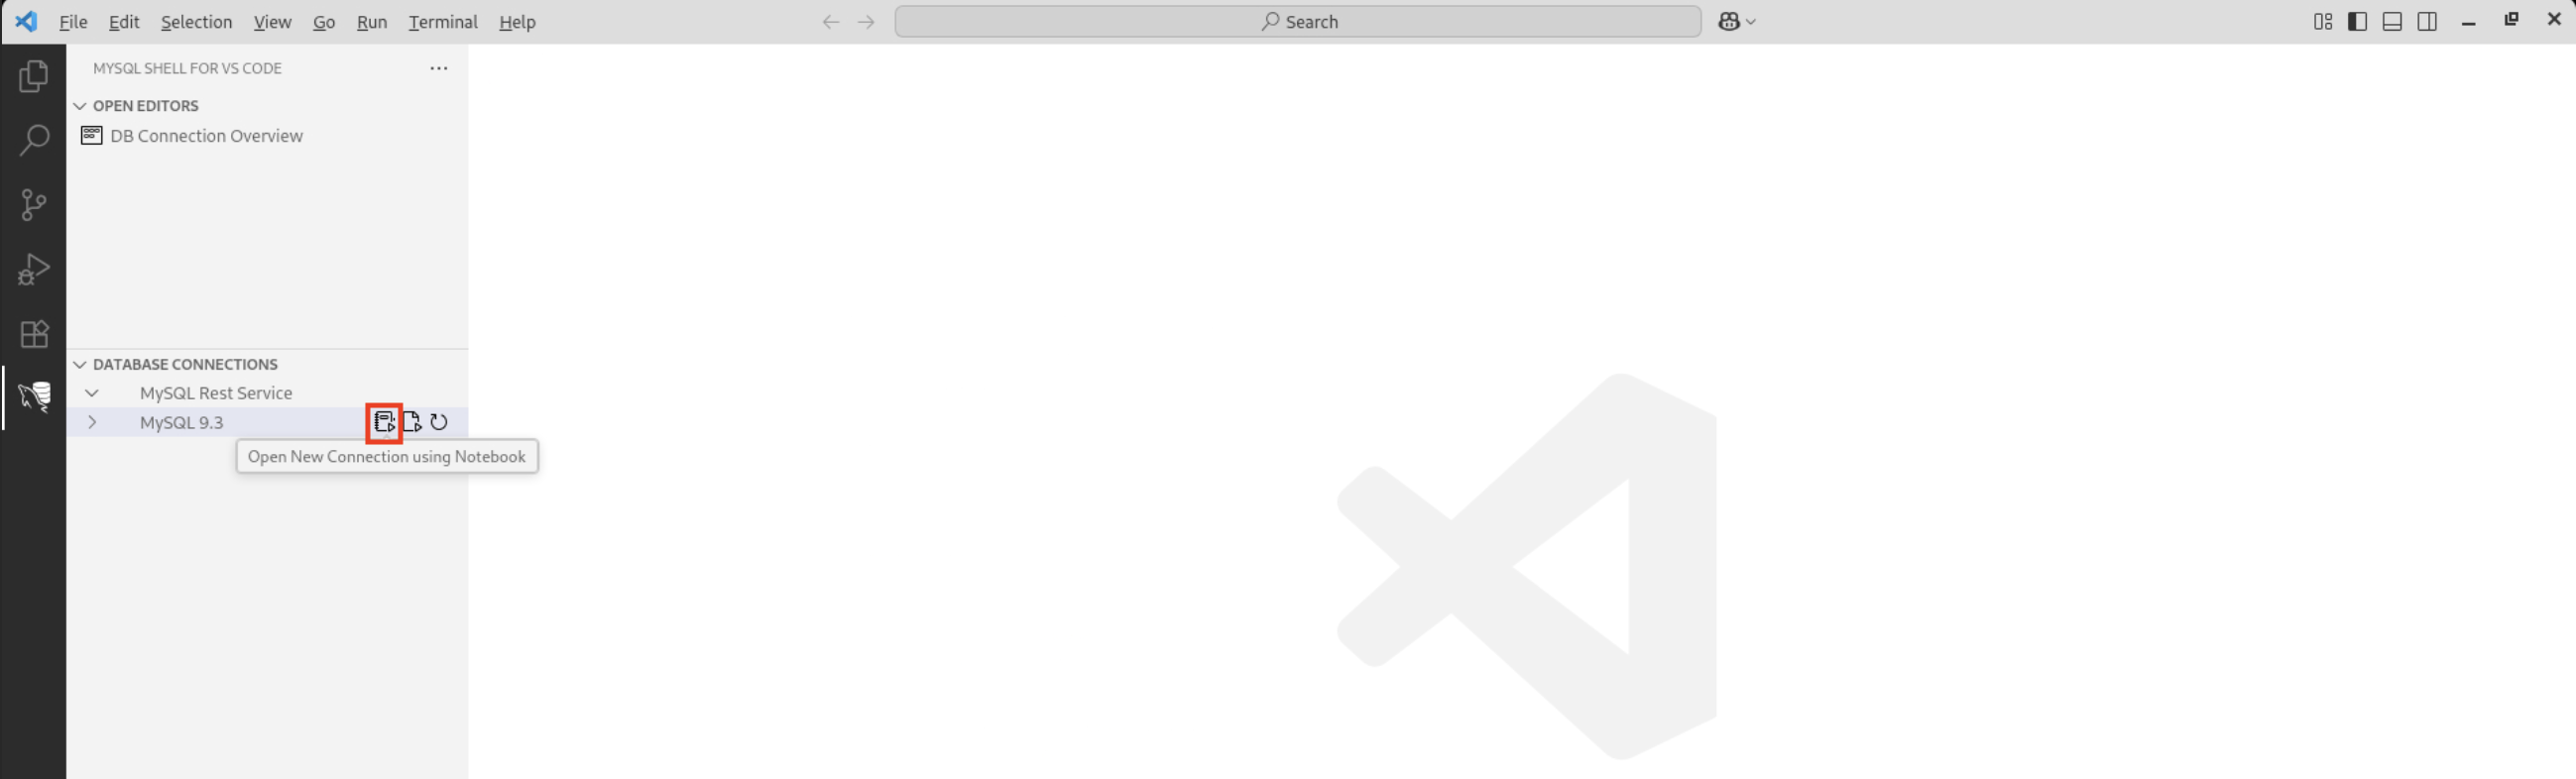 File Edit Selection View Go Run Terminal Help Search
MYSQL SHELL FOR VS CODE
OPEN EDITORS
DB Connection Overview
DATABASE CONNECTIONS
MySQL Rest Service
MySQL 9.3
Open New Connection using Notebook